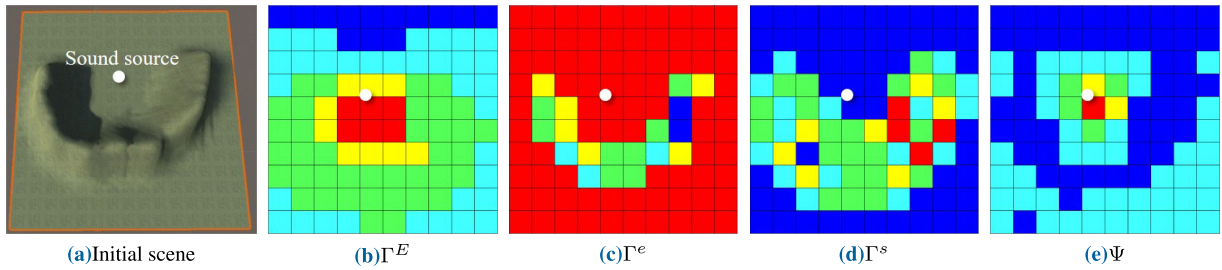 Sound source
(a)Initial scene
(b)Γ^E
(c)Γ^e
(d)Γ^s
(e)Ψ